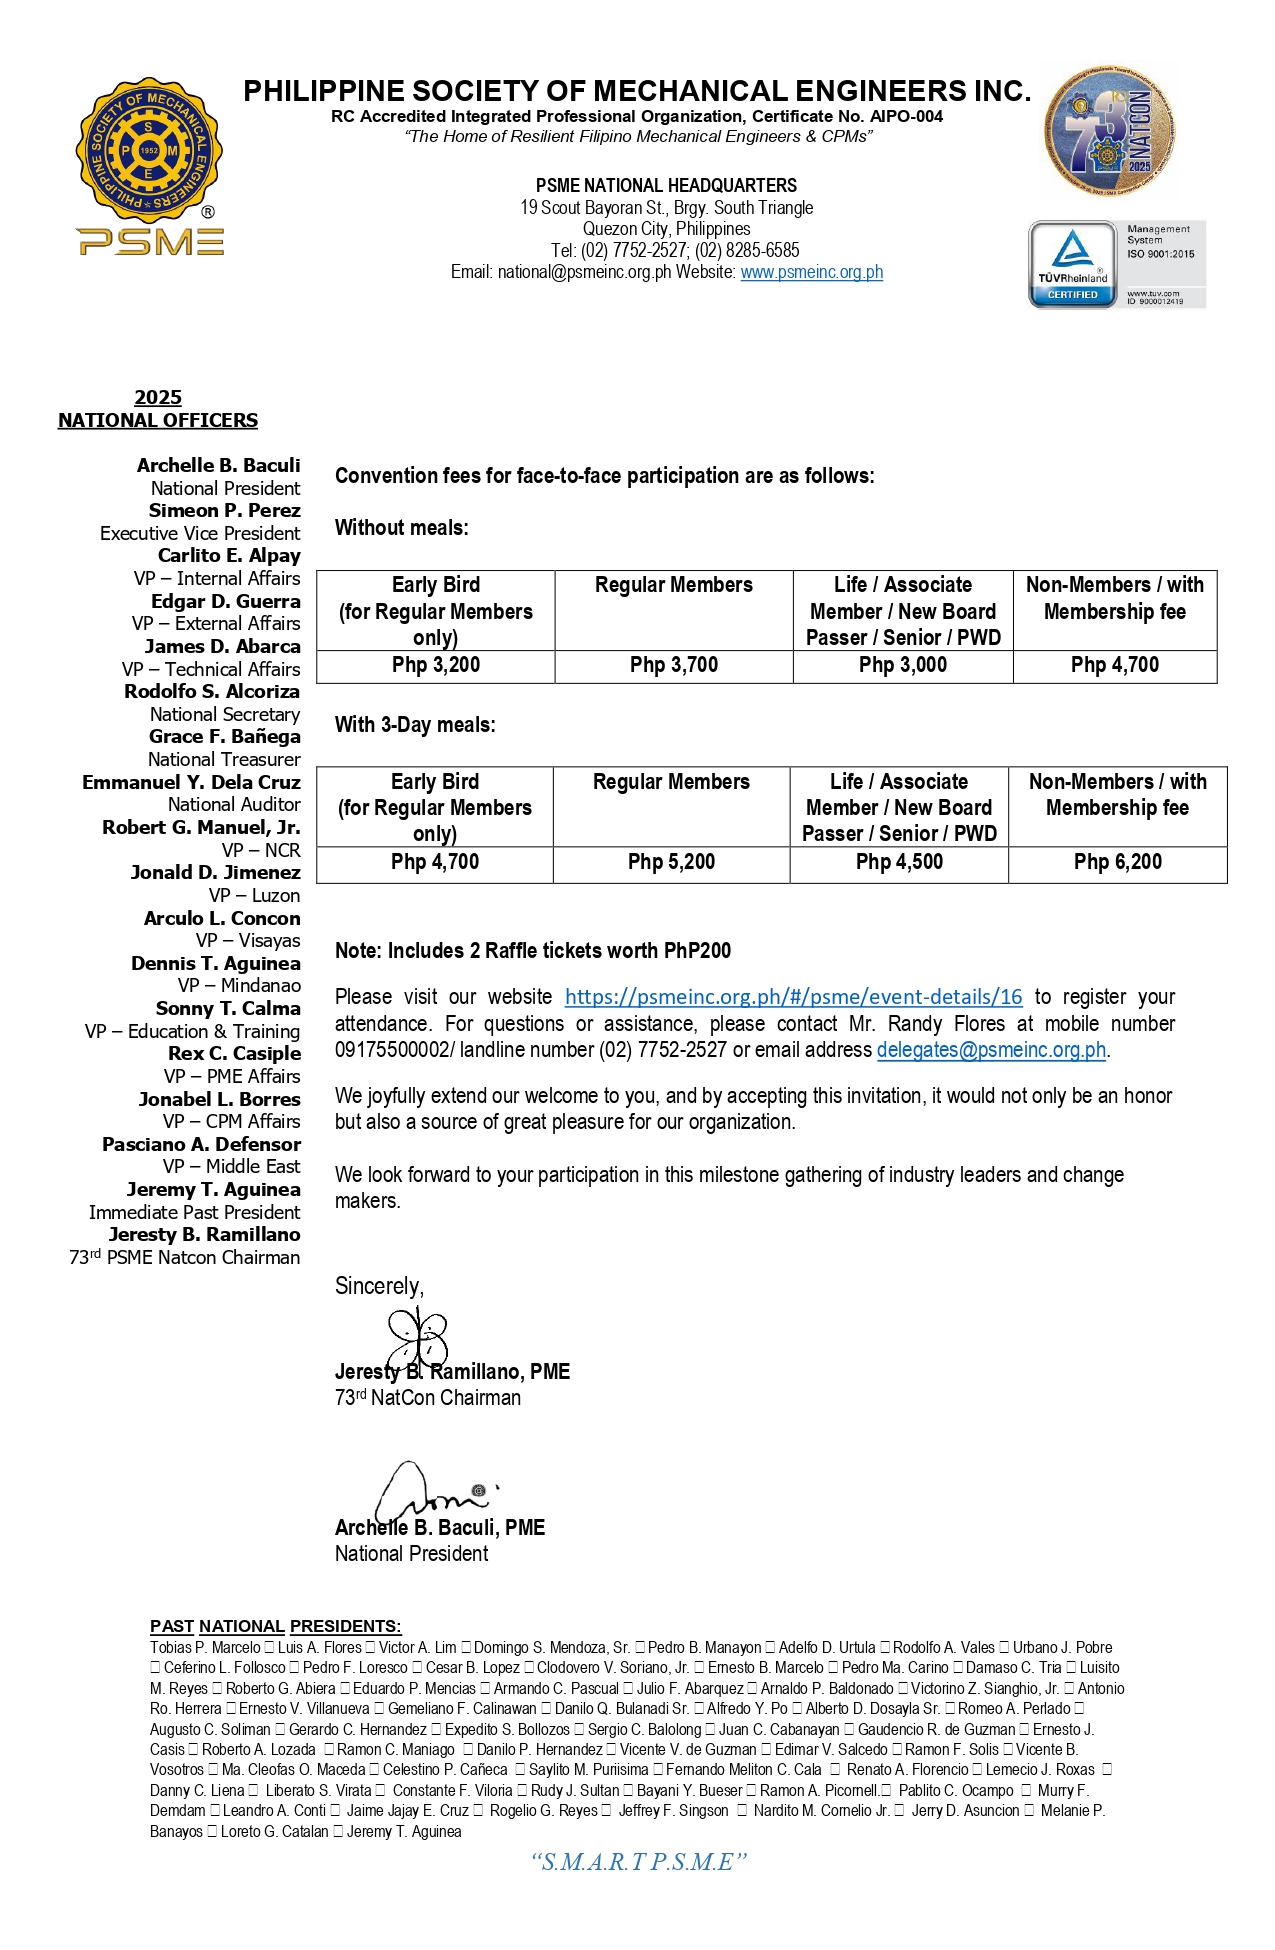 PHILIPPINE SOCIETY OF MECHANICAL ENGINEERS INC.
RC Accredited Integrated Professional Organization, Certificate No. AIPO-004
“The Home of Resilient Filipino Mechanical Engineers & CPMs”
PHILIPPINE SOCIETY OF MECHANICAL ENGINEERS
S
P 1952 M
E
®
PSME
73RD NATCON
2025
PSME NATIONAL HEADQUARTERS
19 Scout Bayoran St., Brgy. South Triangle
Quezon City, Philippines
Tel: (02) 7752-2527; (02) 8285-6585
Email: national@psmeinc.org.ph Website: www.psmeinc.org.ph
TÜVRheinland®
CERTIFIED
Management
System
ISO 9001:2015
www.tuv.com
ID 9000012419
2025
NATIONAL OFFICERS
Archelle B. Baculi
National President
Simeon P. Perez
Executive Vice President
Carlito E. Alpay
VP – Internal Affairs
Edgar D. Guerra
VP – External Affairs
James D. Abarca
VP – Technical Affairs
Rodolfo S. Alcoriza
National Secretary
Grace F. Bañega
National Treasurer
Emmanuel Y. Dela Cruz
National Auditor
Robert G. Manuel, Jr.
VP – NCR
Jonald D. Jimenez
VP – Luzon
Arculo L. Concon
VP – Visayas
Dennis T. Aguinea
VP – Mindanao
Sonny T. Calma
VP – Education & Training
Rex C. Casiple
VP – PME Affairs
Jonabel L. Borres
VP – CPM Affairs
Pasciano A. Defensor
VP – Middle East
Jeremy T. Aguinea
Immediate Past President
Jeresty B. Ramillano
73rd PSME Natcon Chairman
Convention fees for face-to-face participation are as follows:
Without meals:
Early Bird
(for Regular Members
only)
Regular Members
Life / Associate
Member / New Board
Passer / Senior / PWD
Non-Members / with
Membership fee
Php 3,200
Php 3,700
Php 3,000
Php 4,700
With 3-Day meals:
Early Bird
(for Regular Members
only)
Regular Members
Life / Associate
Member / New Board
Passer / Senior / PWD
Non-Members / with
Membership fee
Php 4,700
Php 5,200
Php 4,500
Php 6,200
Note: Includes 2 Raffle tickets worth PhP200
Please visit our website https://psmeinc.org.ph/#/psme/event-details/16 to register your
attendance. For questions or assistance, please contact Mr. Randy Flores at mobile number
09175500002/ landline number (02) 7752-2527 or email address delegates@psmeinc.org.ph.
We joyfully extend our welcome to you, and by accepting this invitation, it would not only be an honor
but also a source of great pleasure for our organization.
We look forward to your participation in this milestone gathering of industry leaders and change
makers.
Sincerely,
Jeresty B. Ramillano, PME
73rd NatCon Chairman
Archelle B. Baculi, PME
National President
PAST NATIONAL PRESIDENTS:
Tobias P. Marcelo □ Luis A. Flores □ Victor A. Lim □ Domingo S. Mendoza, Sr. □ Pedro B. Manayon □ Adelfo D. Urtula □ Rodolfo A. Vales □ Urbano J. Pobre
□ Ceferino L. Follosco □ Pedro F. Loresco □ Cesar B. Lopez □ Clodovero V. Soriano, Jr. □ Ernesto B. Marcelo □ Pedro Ma. Carino □ Damaso C. Tria □ Luisito
M. Reyes □ Roberto G. Abiera □ Eduardo P. Mencias □ Armando C. Pascual □ Julio F. Abarquez □ Arnaldo P. Baldonado □ Victorino Z. Sianghio, Jr. □ Antonio
Ro. Herrera □ Ernesto V. Villanueva □ Gemeliano F. Calinawan □ Danilo Q. Bulanadi Sr. □ Alfredo Y. Po □ Alberto D. Dosayla Sr. □ Romeo A. Perlado □
Augusto C. Soliman □ Gerardo C. Hernandez □ Expedito S. Bollozos □ Sergio C. Balolong □ Juan C. Cabanayan □ Gaudencio R. de Guzman □ Ernesto J.
Casis □ Roberto A. Lozada □ Ramon C. Maniago □ Danilo P. Hernandez □ Vicente V. de Guzman □ Edimar V. Salcedo □ Ramon F. Solis □ Vicente B.
Vosotros □ Ma. Cleofas O. Maceda □ Celestino P. Cañeca □ Saylito M. Puriisima □ Fernando Meliton C. Cala □ Renato A. Florencio □ Lemecio J. Roxas □
Danny C. Liena □ Liberato S. Virata □ Constante F. Viloria □ Rudy J. Sultan □ Bayani Y. Bueser □ Ramon A. Picornell.□ Pablito C. Ocampo □ Murry F.
Demdam □ Leandro A. Conti □ Jaime Jajay E. Cruz □ Rogelio G. Reyes □ Jeffrey F. Singson □ Nardito M. Cornelio Jr. □ Jerry D. Asuncion □ Melanie P.
Banayos □ Loreto G. Catalan □ Jeremy T. Aguinea
“S.M.A.R.T P.S.M.E”